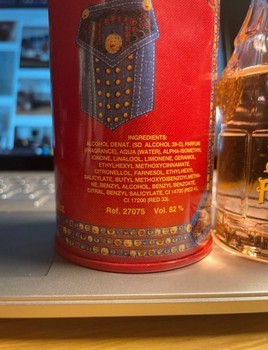 INGREDIENTS:
ALCOHOL DENAT. (SD ALCOHOL 39-C), PARFUM
(FRAGRANCE), AQUA (WATER), ALPHA-ISOMETHYL
IONONE, LINALOOL, LIMONENE, GERANIOL,
ETHYLHEXYL METHOXYCINNAMATE,
CITRONELLOL, FARNESOL, ETHYLHEXYL
SALICYLATE, BUTYL METHOXYDIBENZOYLMETHA-
NE, BENZYL ALCOHOL, BENZYL BENZOATE,
CITRAL, BENZYL SALICYLATE, CI 14700 (RED 4),
CI 17200 (RED 33).
Ref. 27075 Vol. 82 %